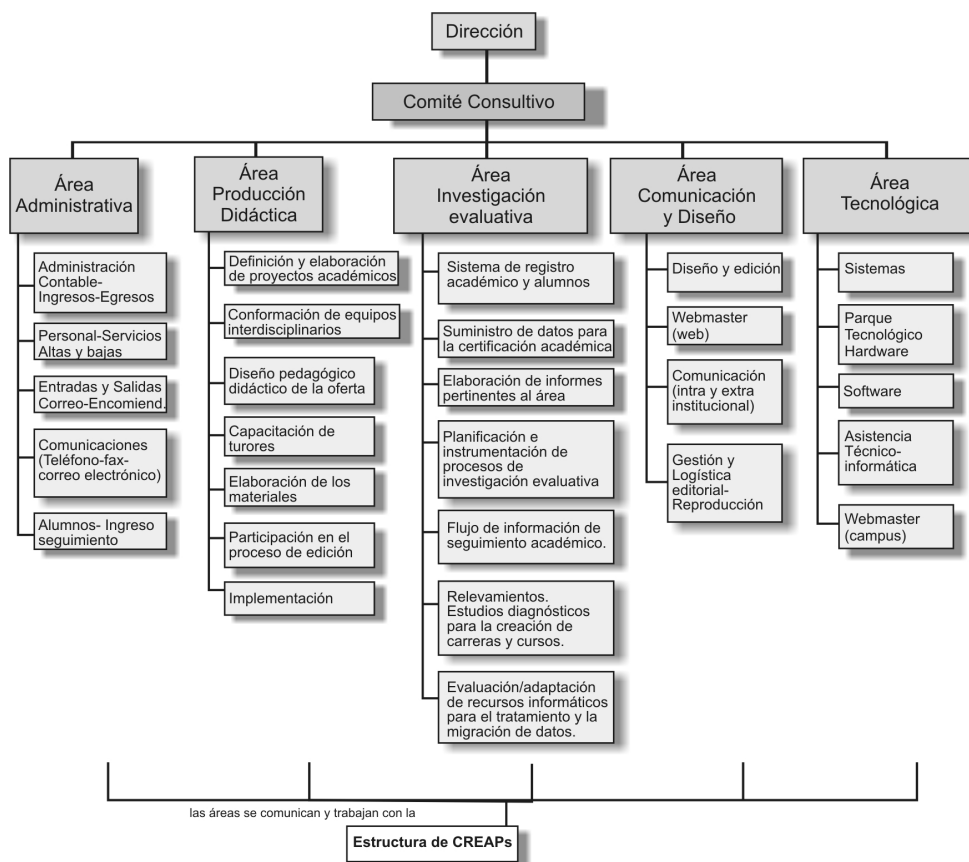 Dirección
Comité Consultivo
Área
Administrativa
Administración
Contable-
Ingresos-Egresos
Personal-Servicios
Altas y bajas
Entradas y Salidas
Correo-Encomiend.
Comunicaciones
(Teléfono-fax-
correo electrónico)
Alumnos- Ingreso
seguimiento
Área
Producción
Didáctica
Definición y elaboración
de proyectos académicos
Conformación de equipos
interdisciplinarios
Diseño pedagógico
didáctico de la oferta
Capacitación de
turores
Elaboración de los
materiales
Participación en el
proceso de edición
Implementación
Área
Investigación
evaluativa
Sistema de registro
académico y alumnos
Suministro de datos para
la certificación académica
Elaboración de informes
pertinentes al área
Planificación e
instrumentación de
procesos de
investigación evaluativa
Flujo de información de
seguimiento académico.
Relevamientos.
Estudios diagnósticos
para la creación de
carreras y cursos.
Evaluación/adaptación
de recursos informáticos
para el tratamiento y la
migración de datos.
Área
Comunicación
y Diseño
Diseño y edición
Webmaster
(web)
Comunicación
(intra y extra
institucional)
Gestión y
Logística
editorial-
Reproducción
Área
Tecnológica
Sistemas
Parque
Tecnológico
Hardware
Software
Asistencia
Técnico-
informática
Webmaster
(campus)
las áreas se comunican y trabajan con la
Estructura de CREAPs